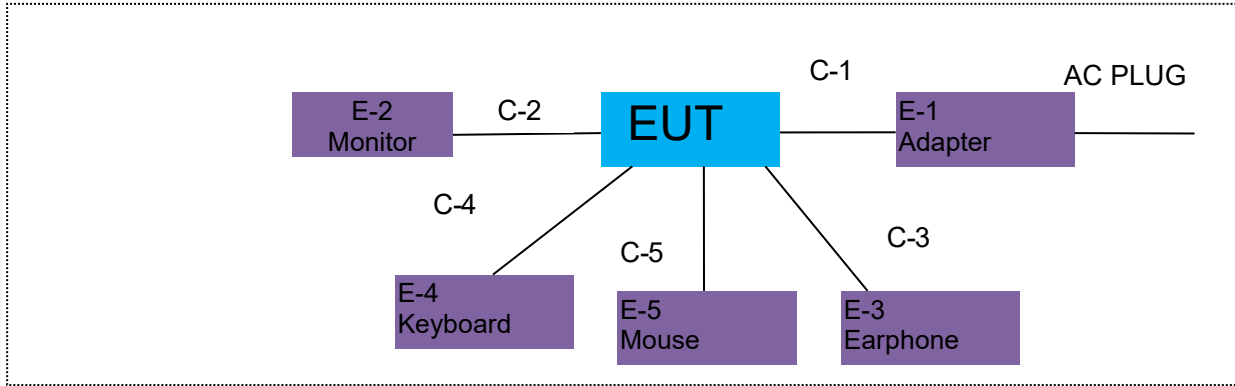 C-1
AC PLUG
E-2
Monitor
C-2
EUT
E-1
Adapter
C-4
C-5
C-3
E-4
Keyboard
E-5
Mouse
E-3
Earphone